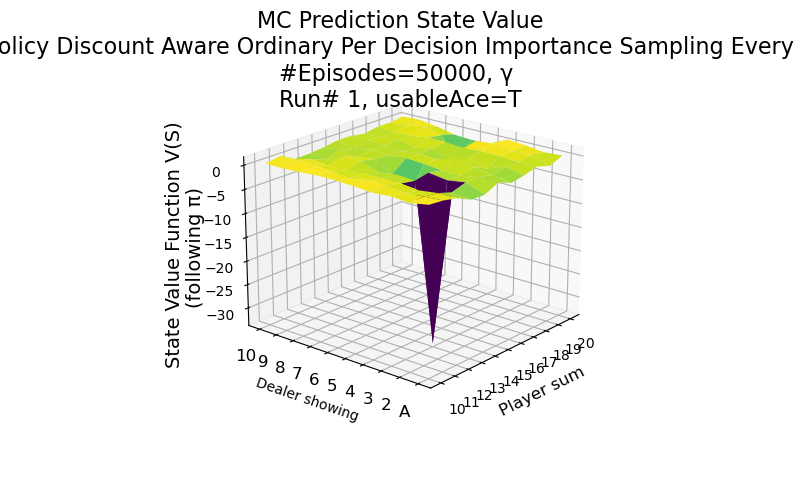 MC Prediction State Value
olicy Discount Aware Ordinary Per Decision Importance Sampling Every
#Episodes=50000, γ
Run# 1, usableAce=T
State Value Function V(S)
(following π)
0
−5
−10
−15
−20
−25
−30
10 9 8 7 6 5 4 3 2 A
Dealer showing
10 11 12 13 14 15 16 17 18 19 20
Player sum